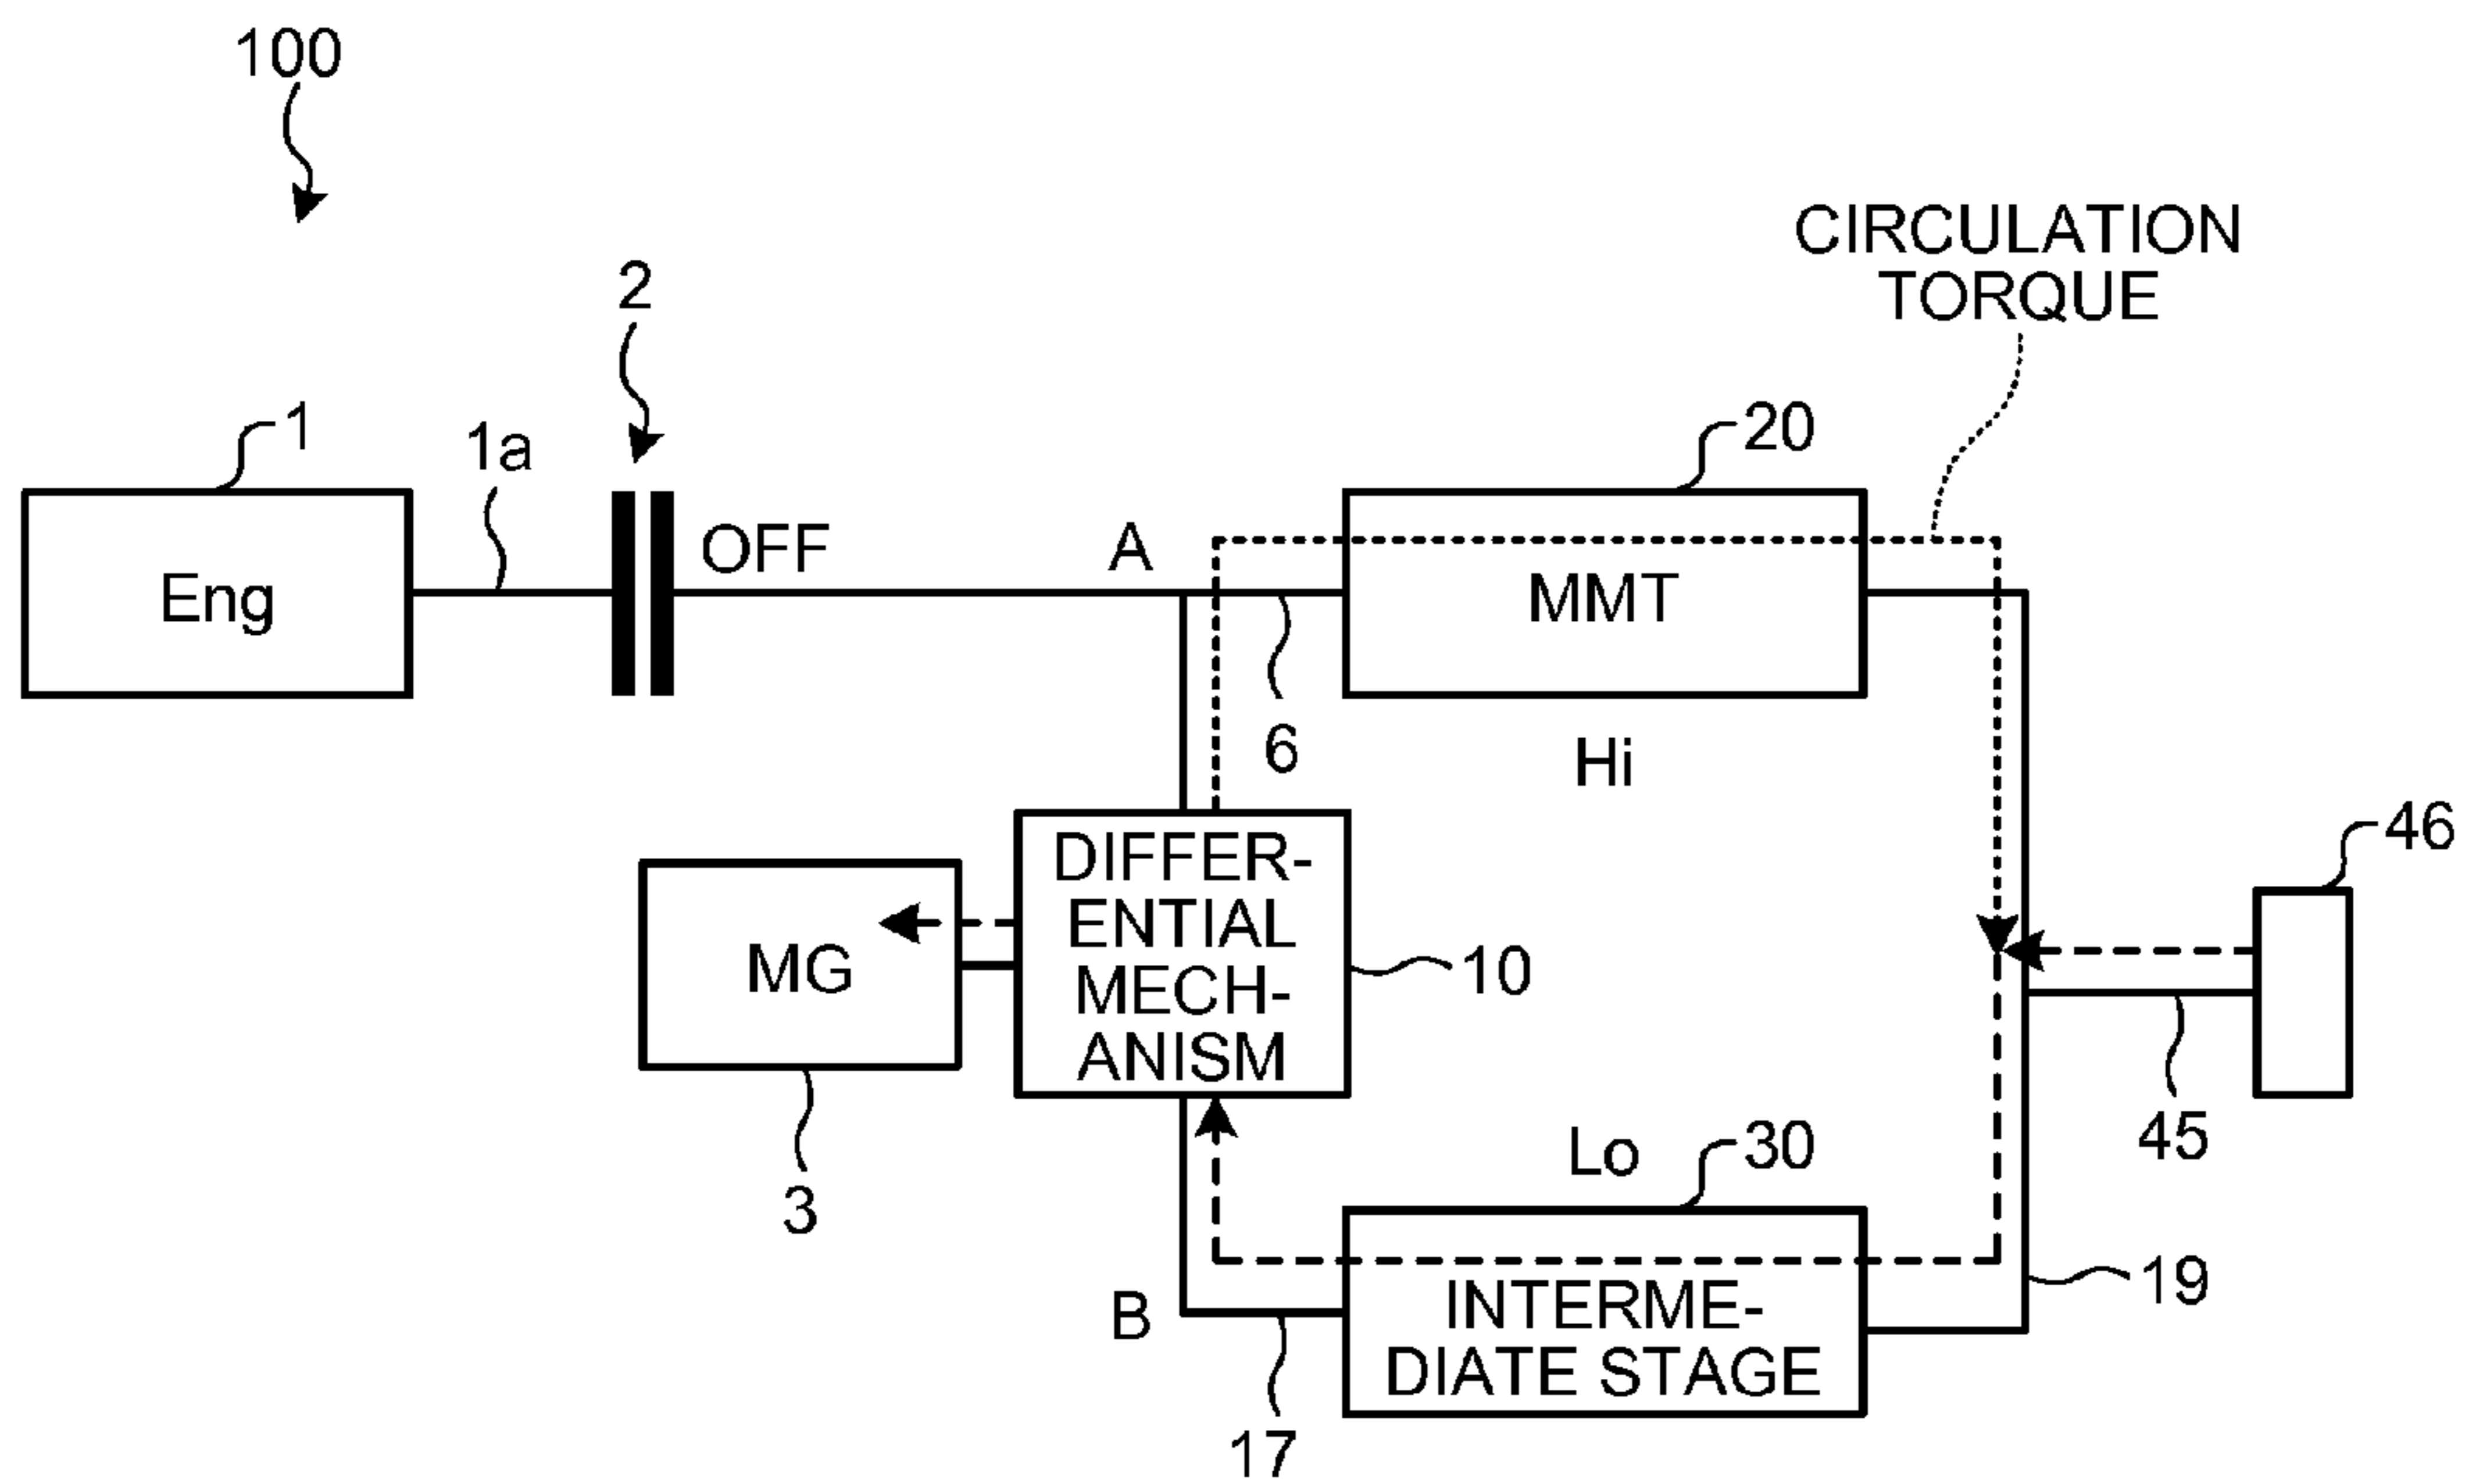 100
CIRCULATION
TORQUE
2
1
1a
20
OFF
A
Eng
MMT
6
Hi
46
DIFFER-
ENTIAL
MECH-
ANISM
MG
10
45
Lo
30
3
19
B
INTERME-
DIATE STAGE
17